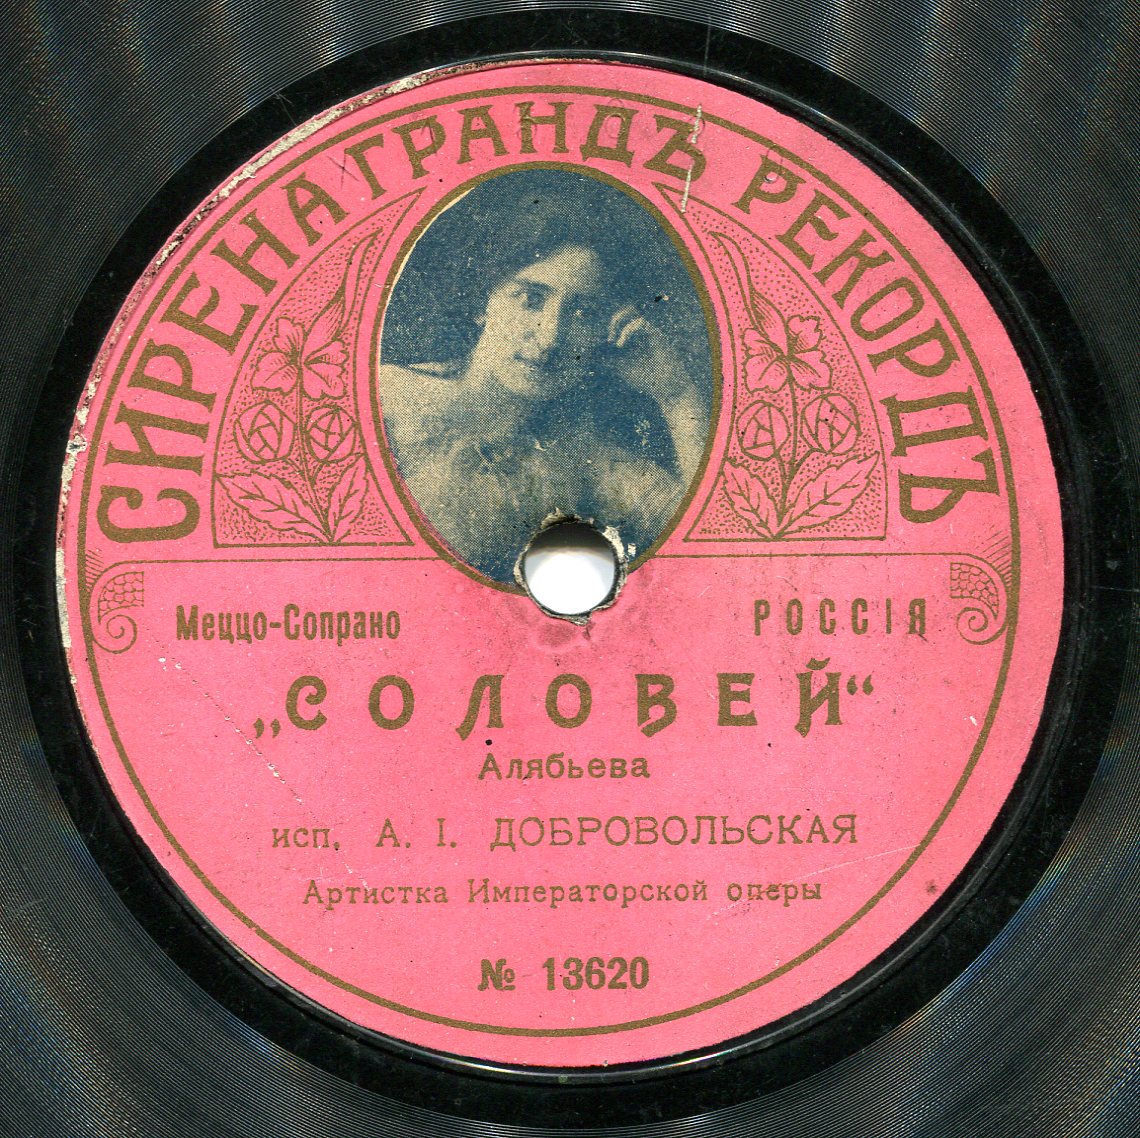 СИРЕНА ГРАНДЪ РЕКОРДЪ
Меццо-Сопрано
РОССІЯ
„СОЛОВЕЙ“
Алябьева
исп. А. І. ДОБРОВОЛЬСКАЯ
Артистка Императорской оперы
№ 13620